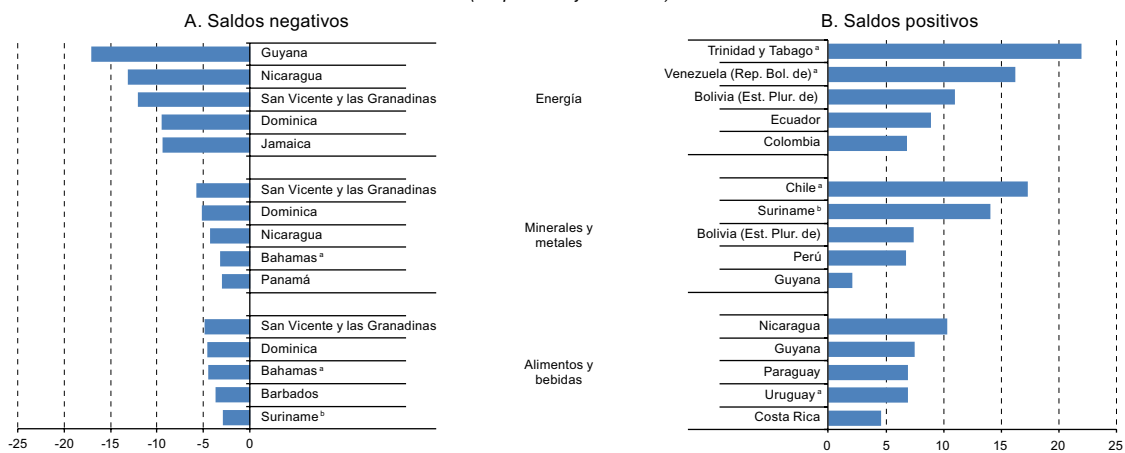 A. Saldos negativos
Guyana
Nicaragua
San Vicente y las Granadinas
Dominica
Jamaica
San Vicente y las Granadinas
Dominica
Nicaragua
Bahamas ª
Panamá
San Vicente y las Granadinas
Dominica
Bahamas ª
Barbados
Suriname ᵇ
-25 -20 -15 -10 -5 0
Energía
Minerales y
metales
Alimentos y
bebidas
B. Saldos positivos
Trinidad y Tabago ª
Venezuela (Rep. Bol. de) ª
Bolivia (Est. Plur. de)
Ecuador
Colombia
Chile ª
Suriname ᵇ
Bolivia (Est. Plur. de)
Perú
Guyana
Nicaragua
Guyana
Paraguay
Uruguay ª
Costa Rica
0 5 10 15 20 25